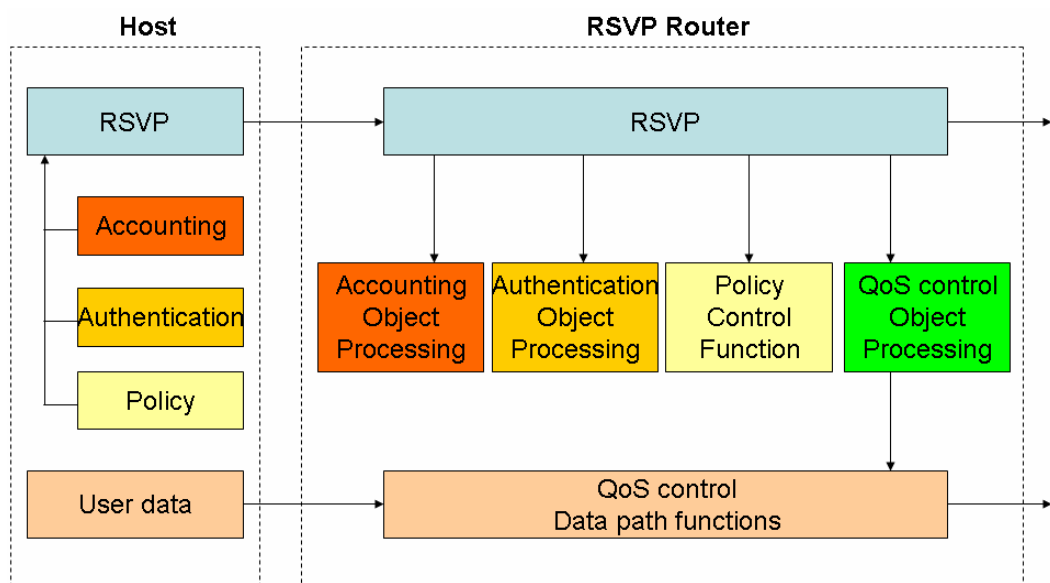 Host
RSVP Router
RSVP
RSVP
Accounting
Authentication
Policy
Accounting
Object
Processing
Authentication
Object
Processing
Policy
Control
Function
QoS control
Object
Processing
User data
QoS control
Data path functions